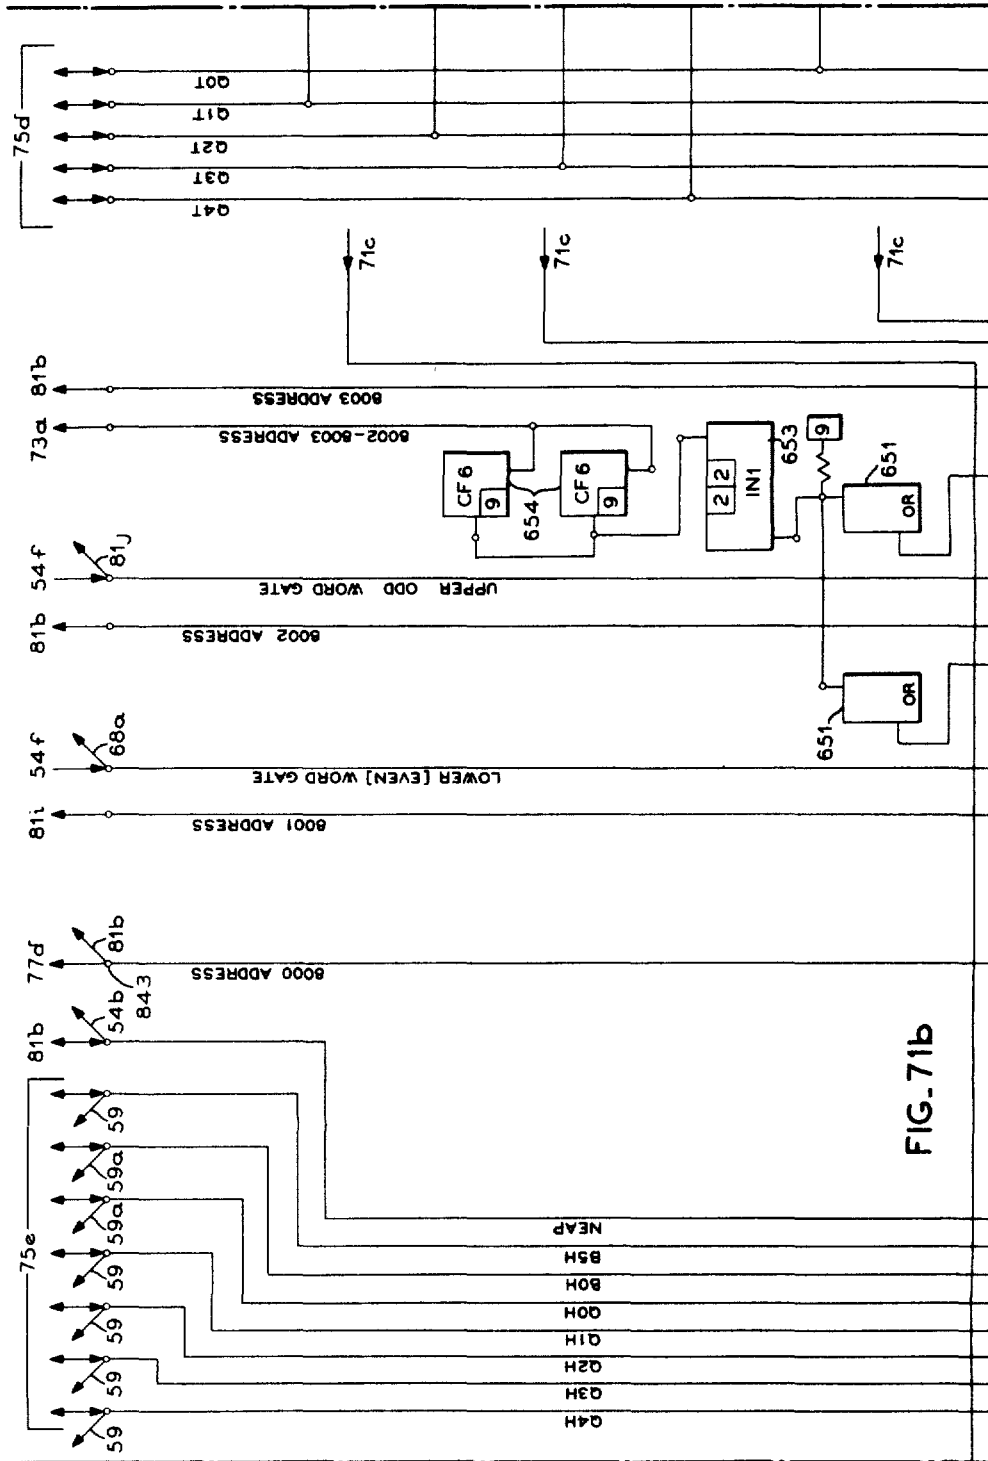 75d
Q0T
Q1T
Q2T
Q3T
Q4T
71c
71c
71c
81b
8003 ADDRESS
73a
8002-8003 ADDRESS
CF6
9
CF6
9
654
2
2
IN1
653
9
651
OR
54f
81j
UPPER ODD WORD GATE
81b
8002 ADDRESS
651
OR
54f
68a
LOWER [EVEN] WORD GATE
81i
8001 ADDRESS
77d
81b
843
8000 ADDRESS
81b
54b
75e
59
59a
59a
59
59
59
59
NEAP
B5H
B0H
Q0H
Q1H
Q2H
Q3H
Q4H
FIG. 71b